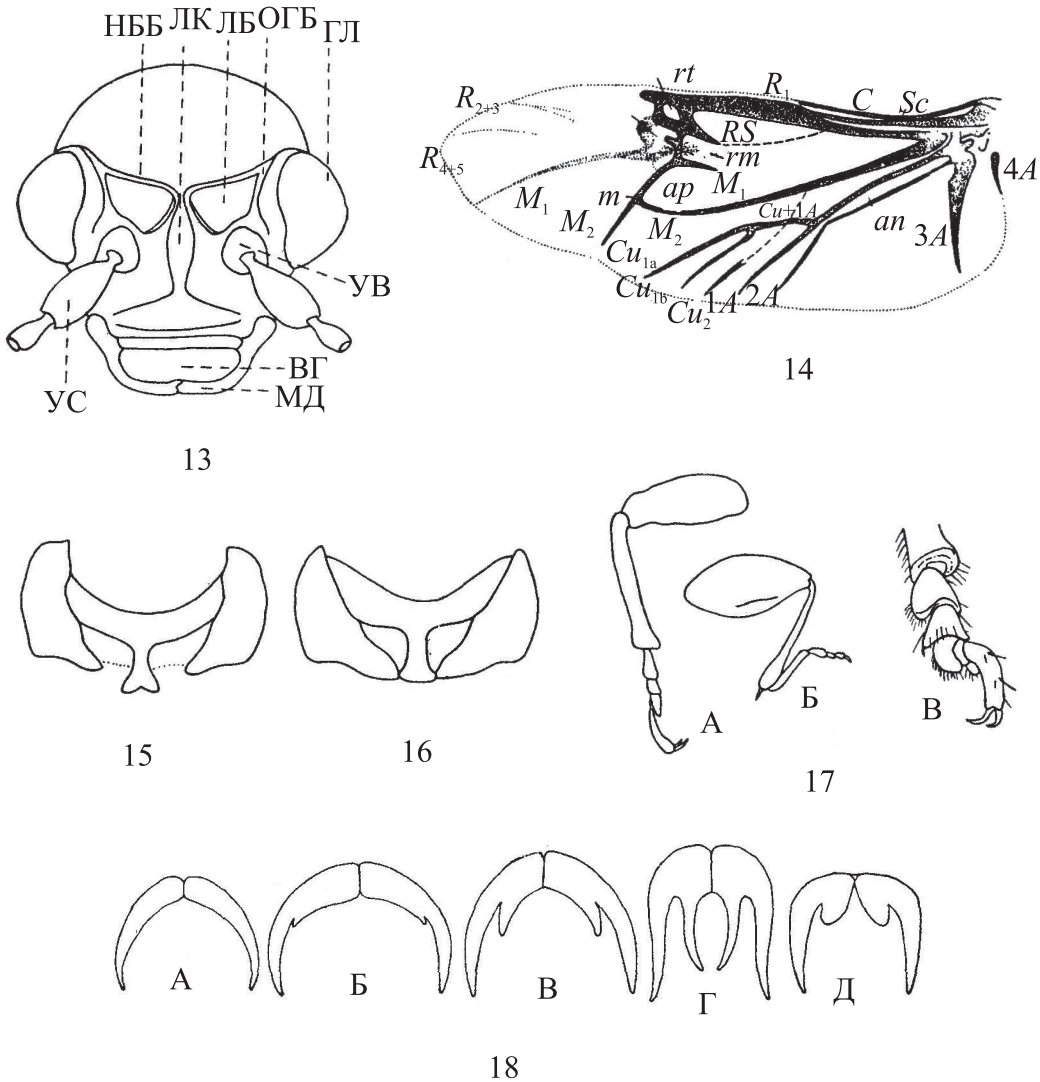 НББ ЛК ЛБ ОГБ ГЛ
УВ
ВГ
УС
МД
13
rt R₁ C Sc
R₂₊₃
RS
R₄₊₅
rm
M₁
ap
4A
M₁
m
Cu+1A
an
M₂
M₂
3A
Cu₁ₐ
Cu₁b
1A
2A
Cu₂
14
15
16
А
Б
В
17
А
Б
В
Г
Д
18